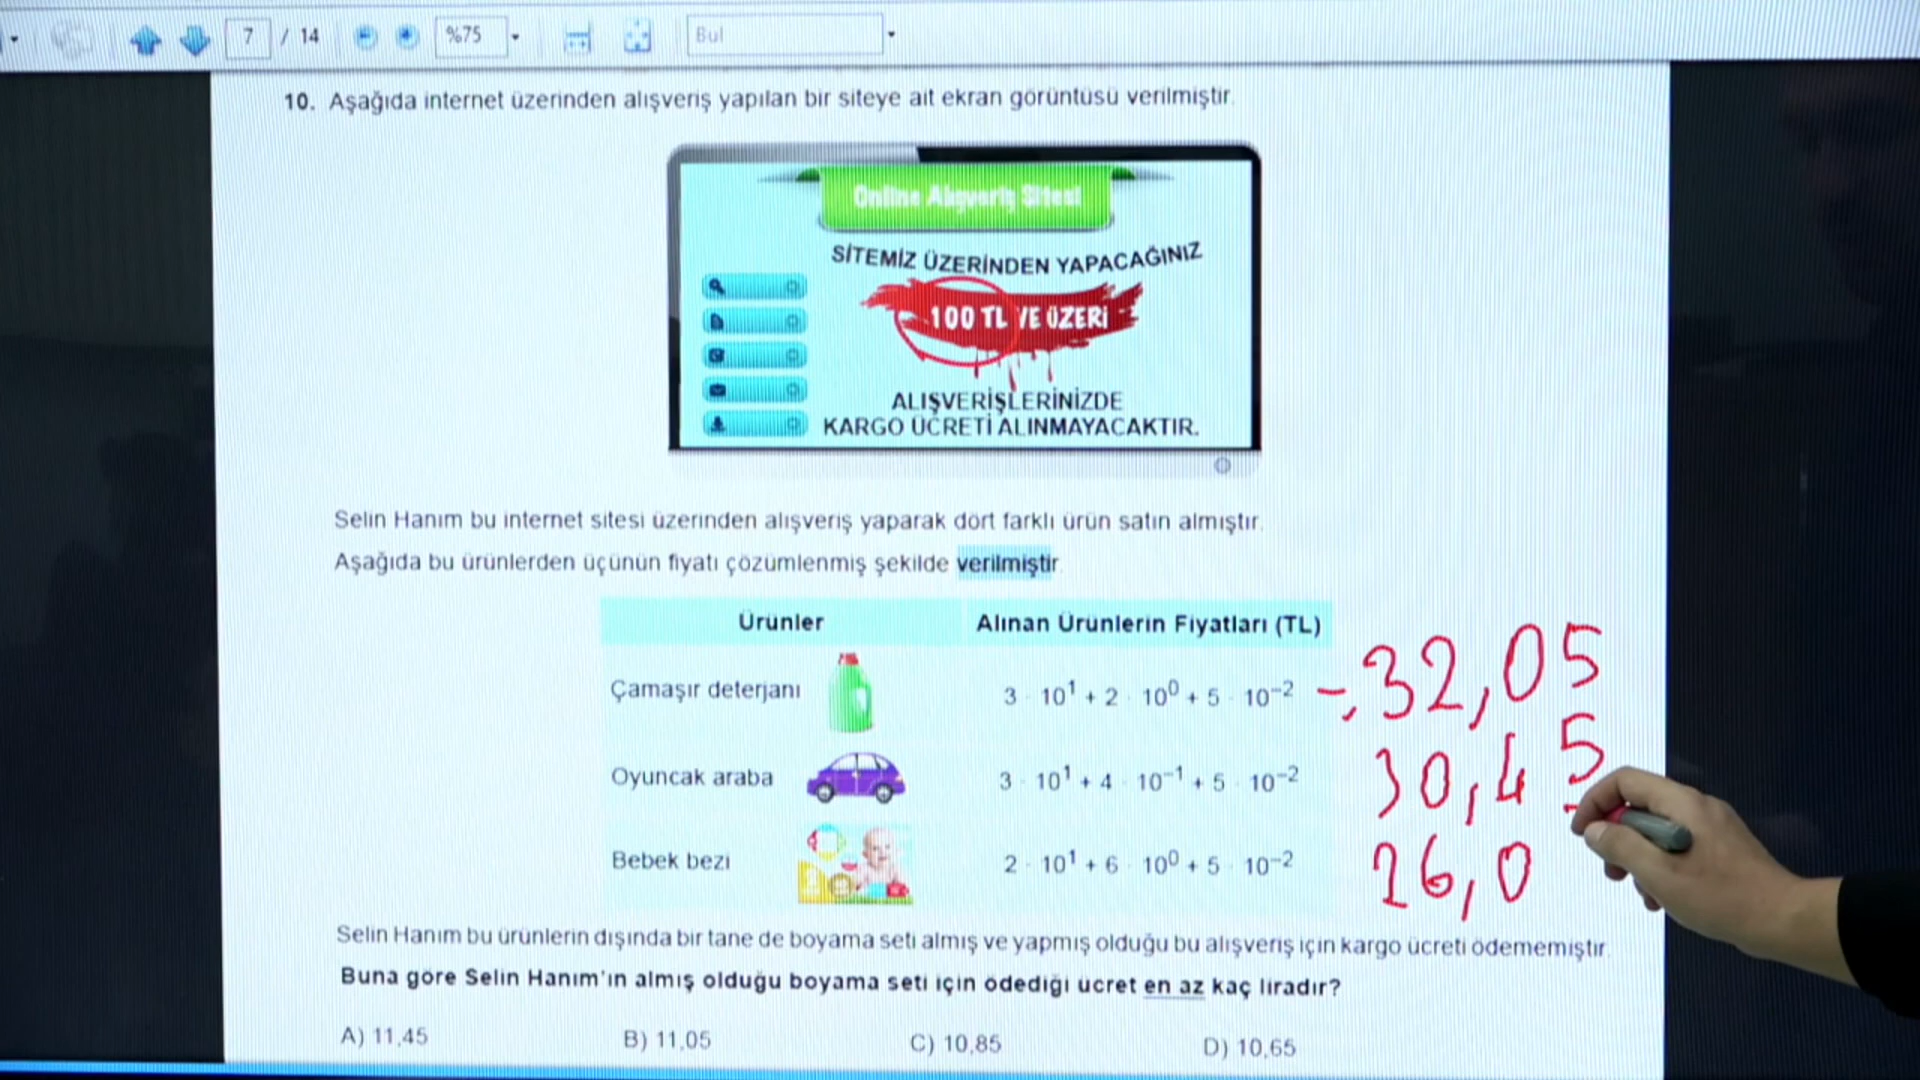 7 / 14 %75 Bul
10. Aşağıda internet üzerinden alışveriş yapılan bir siteye ait ekran görüntüsü verilmiştir.
Online Alışveriş Sitesi
SİTEMİZ ÜZERİNDEN YAPACAĞINIZ
100 TL VE ÜZERİ
ALIŞVERİŞLERİNİZDE
KARGO ÜCRETİ ALINMAYACAKTIR.
Selin Hanım bu internet sitesi üzerinden alışveriş yaparak dört farklı ürün satın almıştır.
Aşağıda bu ürünlerden üçünün fiyatı çözümlenmiş şekilde verilmiştir
Ürünler Alınan Ürünlerin Fiyatları (TL)
Çamaşır deterjanı 3 · 10¹ + 2 · 10⁰ + 5 · 10⁻² 32,05
Oyuncak araba 3 · 10¹ + 4 · 10⁻¹ + 5 · 10⁻² 30,45
Bebek bezi 2 · 10¹ + 6 · 10⁰ + 5 · 10⁻² 26,0
Selin Hanım bu ürünlerin dışında bir tane de boyama seti almış ve yapmış olduğu bu alışveriş için kargo ücreti ödememiştir.
Buna göre Selin Hanım'ın almış olduğu boyama seti için ödediği ücret en az kaç liradır?
A) 11,45 B) 11,05 C) 10,85 D) 10,65